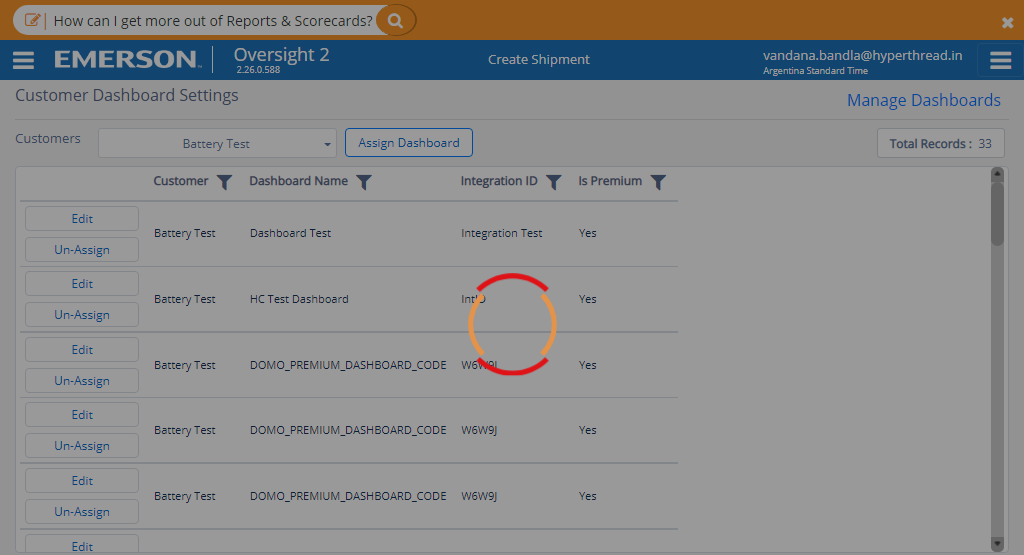 How can I get more out of Reports & Scorecards?
EMERSON Oversight 2 Create Shipment vandana.bandla@hyperthread.in
2.26.0.588 Argentina Standard Time
Customer Dashboard Settings Manage Dashboards
Customers Battery Test Assign Dashboard Total Records : 33
Customer Dashboard Name Integration ID Is Premium
Edit
Battery Test Dashboard Test Integration Test Yes
Un-Assign
Edit
Battery Test HC Test Dashboard IntID Yes
Un-Assign
Edit
Battery Test DOMO_PREMIUM_DASHBOARD_CODE W6W9J Yes
Un-Assign
Edit
Battery Test DOMO_PREMIUM_DASHBOARD_CODE W6W9J Yes
Un-Assign
Edit
Battery Test DOMO_PREMIUM_DASHBOARD_CODE W6W9J Yes
Un-Assign
Edit